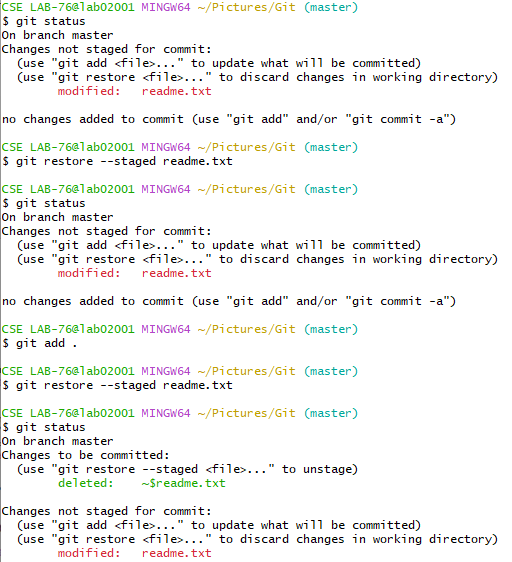 CSE LAB-76@lab02001 MINGW64 ~/Pictures/Git (master)
$ git status
On branch master
Changes not staged for commit:
  (use "git add <file>..." to update what will be committed)
  (use "git restore <file>..." to discard changes in working directory)
        modified:   readme.txt

no changes added to commit (use "git add" and/or "git commit -a")

CSE LAB-76@lab02001 MINGW64 ~/Pictures/Git (master)
$ git restore --staged readme.txt

CSE LAB-76@lab02001 MINGW64 ~/Pictures/Git (master)
$ git status
On branch master
Changes not staged for commit:
  (use "git add <file>..." to update what will be committed)
  (use "git restore <file>..." to discard changes in working directory)
        modified:   readme.txt

no changes added to commit (use "git add" and/or "git commit -a")

CSE LAB-76@lab02001 MINGW64 ~/Pictures/Git (master)
$ git add .

CSE LAB-76@lab02001 MINGW64 ~/Pictures/Git (master)
$ git restore --staged readme.txt

CSE LAB-76@lab02001 MINGW64 ~/Pictures/Git (master)
$ git status
On branch master
Changes to be committed:
  (use "git restore --staged <file>..." to unstage)
        deleted:    ~$readme.txt

Changes not staged for commit:
  (use "git add <file>..." to update what will be committed)
  (use "git restore <file>..." to discard changes in working directory)
        modified:   readme.txt